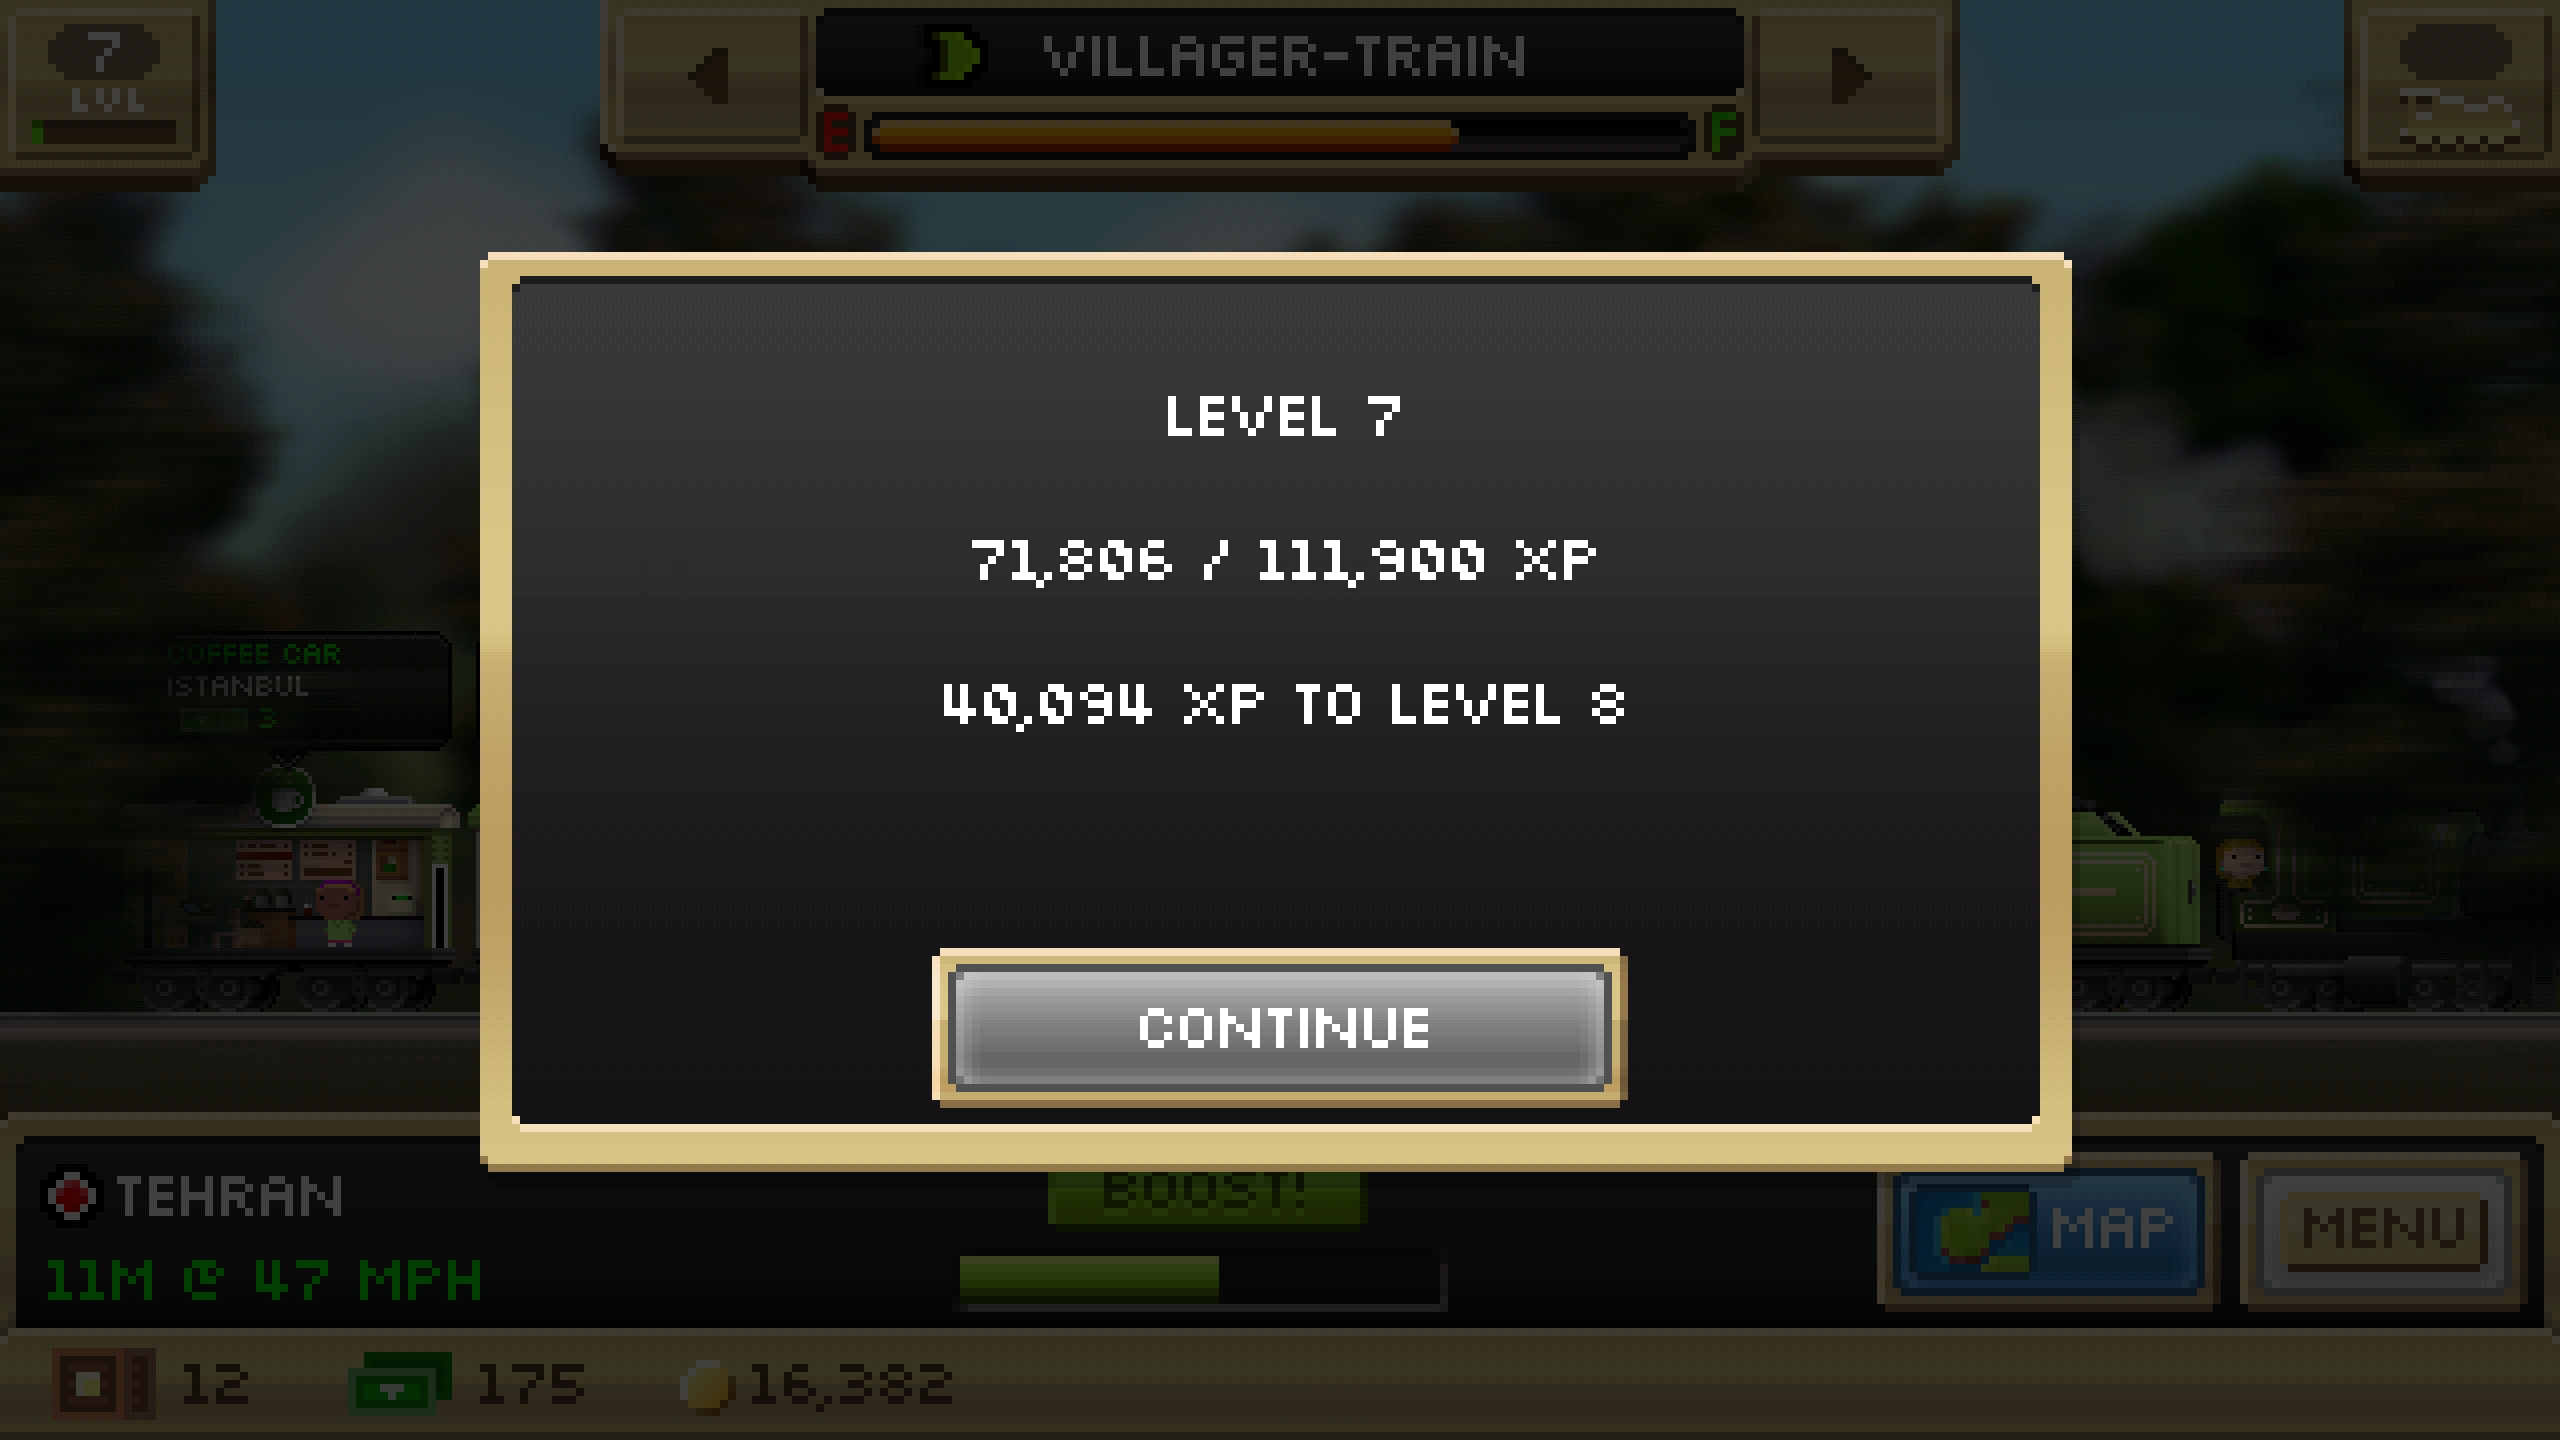 7
LVL
VILLAGER-TRAIN
E
F
LEVEL 7
71,806 / 111,900 XP
40,094 XP TO LEVEL 8
COFFEE CAR
ISTANBUL
3
CONTINUE
TEHRAN
11M @ 47 MPH
BOOST!
MAP
MENU
12
175
16,382